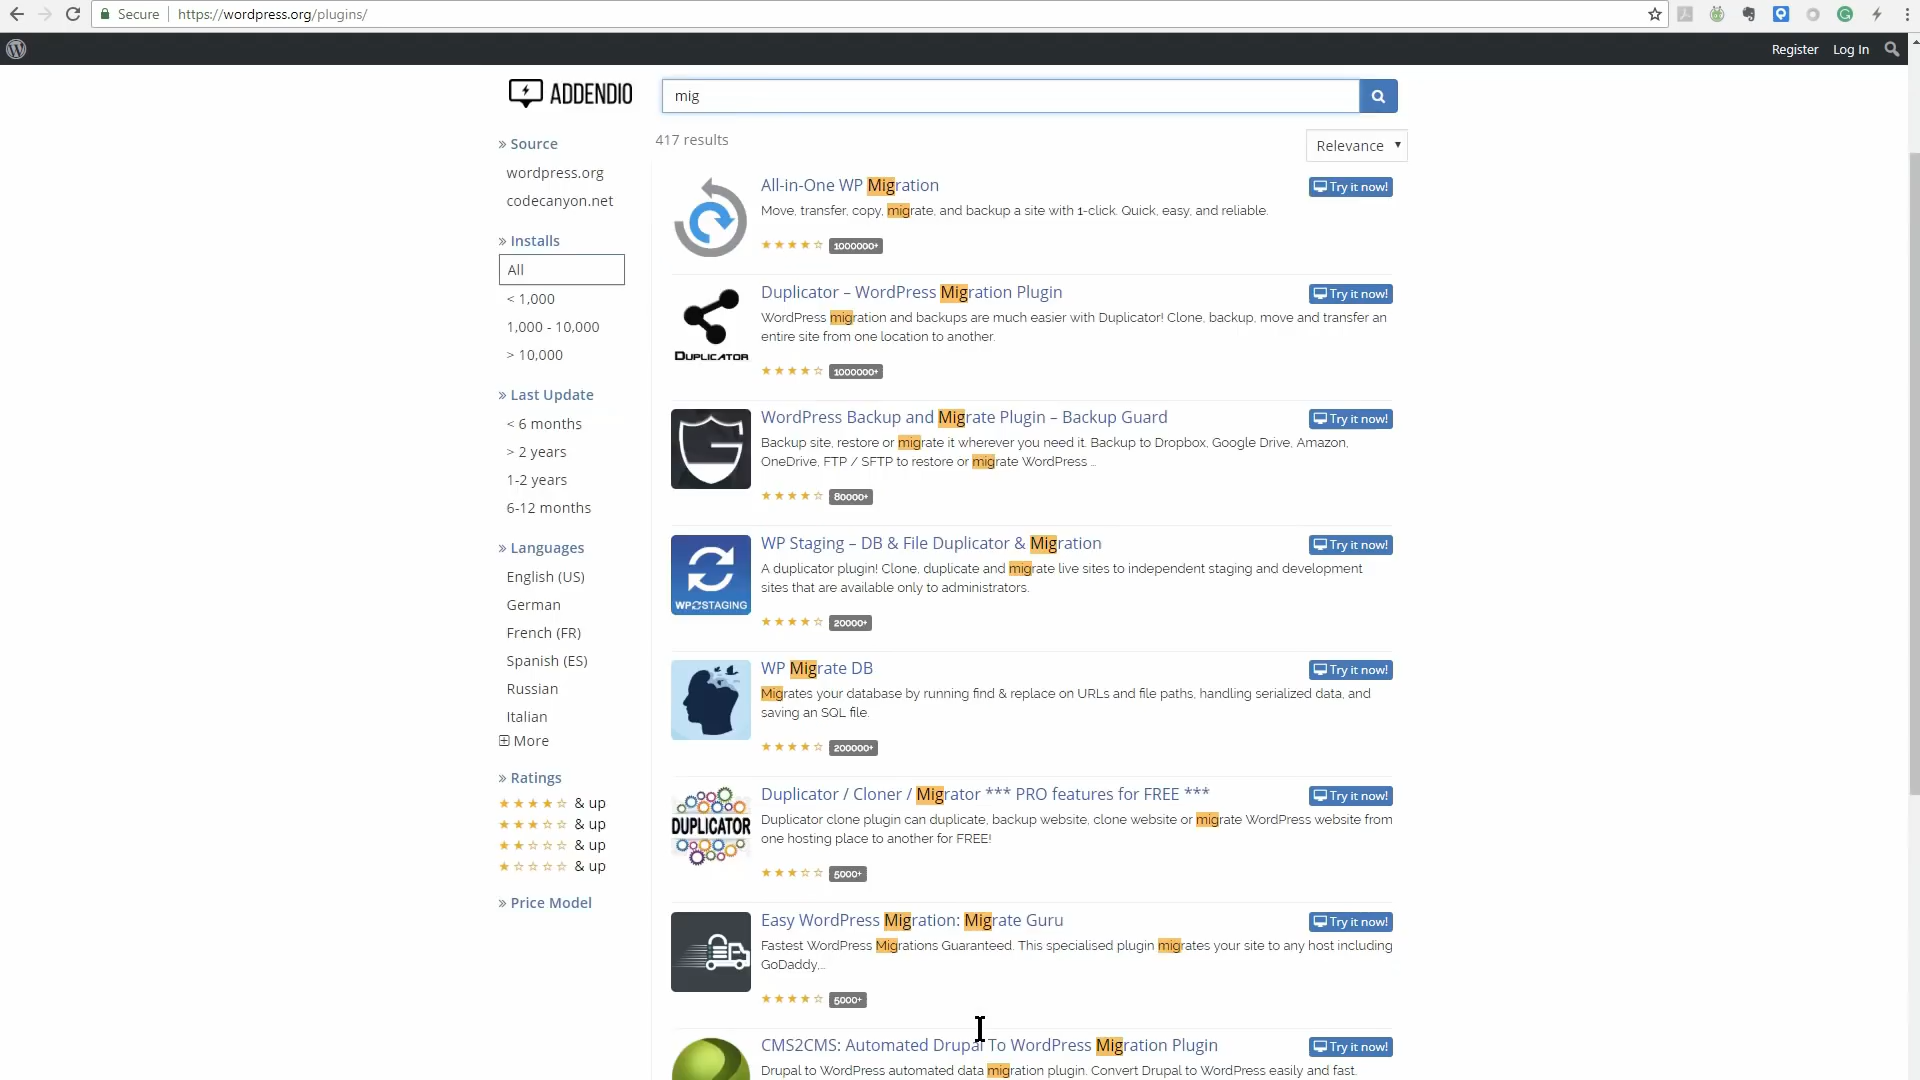 Secure
https://wordpress.org/plugins/
Register
Log In
ADDENDIO
mig
417 results
Relevance
» Source
wordpress.org
codecanyon.net
» Installs
All
< 1,000
1,000 - 10,000
> 10,000
» Last Update
< 6 months
> 2 years
1-2 years
6-12 months
» Languages
English (US)
German
French (FR)
Spanish (ES)
Russian
Italian
More
» Ratings
& up
& up
& up
& up
» Price Model
All-in-One WP Migration
Try it now!
Move, transfer, copy, migrate, and backup a site with 1-click. Quick, easy, and reliable.
1000000+
DUPLICATOR
Duplicator – WordPress Migration Plugin
Try it now!
WordPress migration and backups are much easier with Duplicator! Clone, backup, move and transfer an
entire site from one location to another.
1000000+
WordPress Backup and Migrate Plugin – Backup Guard
Try it now!
Backup site, restore or migrate it wherever you need it. Backup to Dropbox, Google Drive, Amazon,
OneDrive, FTP / SFTP to restore or migrate WordPress ...
80000+
WP STAGING
WP Staging – DB & File Duplicator & Migration
Try it now!
A duplicator plugin! Clone, duplicate and migrate live sites to independent staging and development
sites that are available only to administrators.
20000+
WP Migrate DB
Try it now!
Migrates your database by running find & replace on URLs and file paths, handling serialized data, and
saving an SQL file.
200000+
DUPLICATOR
Duplicator / Cloner / Migrator *** PRO features for FREE ***
Try it now!
Duplicator clone plugin can duplicate, backup website, clone website or migrate WordPress website from
one hosting place to another for FREE!
5000+
Easy WordPress Migration: Migrate Guru
Try it now!
Fastest WordPress Migrations Guaranteed. This specialised plugin migrates your site to any host including
GoDaddy,...
5000+
CMS2CMS: Automated Drupal To WordPress Migration Plugin
Try it now!
Drupal to WordPress automated data migration plugin. Convert Drupal to WordPress easily and fast.